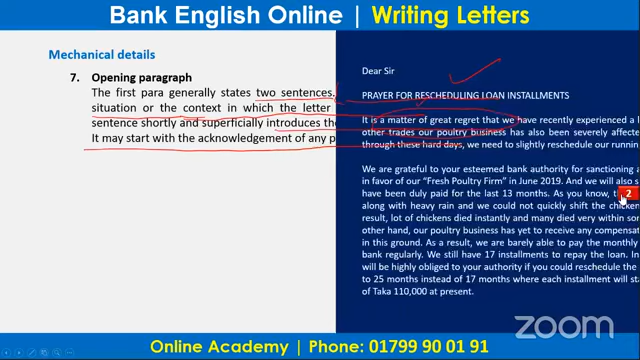 Bank English Online | Writing Letters
Mechanical details
7. Opening paragraph
The first para generally states two sentences.
situation or the context in which the letter
sentence shortly and superficially introduces the
It may start with the acknowledgement of any p
Dear Sir
PRAYER FOR RESCHEDULING LOAN INSTALLMENTS
It is a matter of great regret that we have recently experienced a l
other trades our poultry business has also been severely affecte
through these hard days, we need to slightly reschedule our runnin
We are grateful to your esteemed bank authority for sanctioning a
in favor of our "Fresh Poultry Firm" in June 2019. And we will also s
have been duly paid for the last 13 months. As you know,
2
along with heavy rain and we could not quickly shift the chicken
result, lot of chickens died instantly and many died very within som
other hand, our poultry business has yet to receive any compensat
in this ground. As a result, we are barely able to pay the monthly
bank regularly. We still have 17 installments to repay the loan. In
will be highly obliged to your authority if you could reschedule the
to 25 months instead of 17 months where each installment will sta
of Taka 110,000 at present.
zoom
Online Academy | Phone: 01799 90 01 91